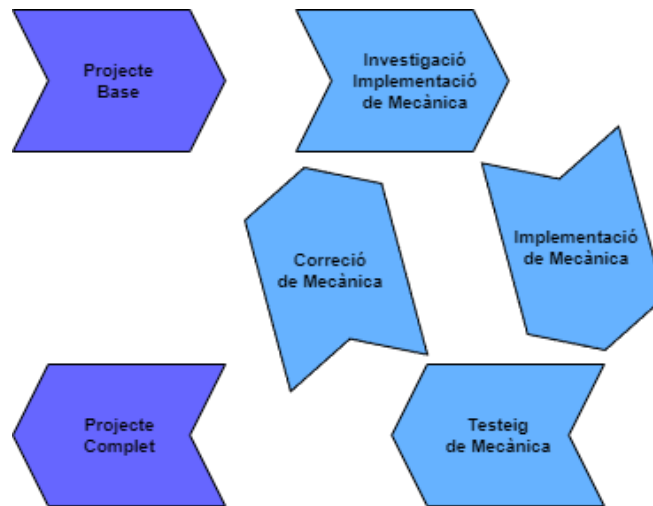 Projecte
Base
Investigació
Implementació
de Mecànica
Implementació
de Mecànica
Correció
de Mecànica
Testeig
de Mecànica
Projecte
Complet